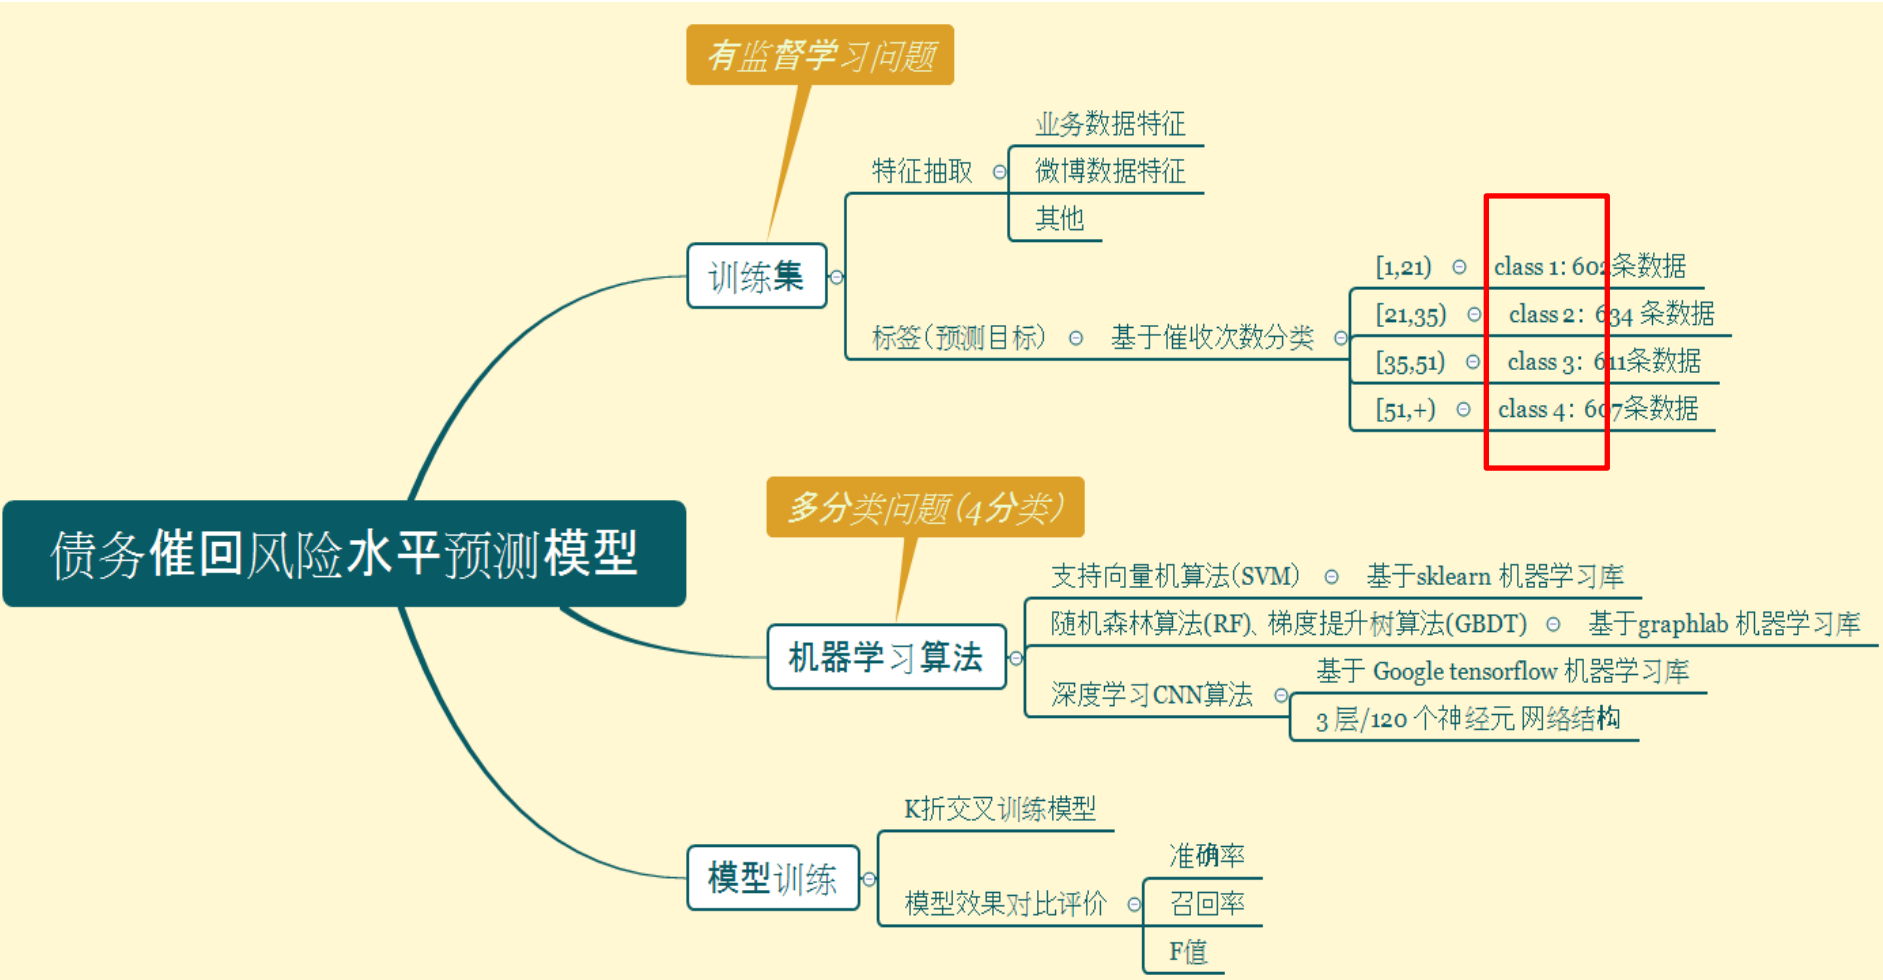 有监督学习问题
业务数据特征
特征抽取
微博数据特征
其他
训练集
[1,21)
class 1: 602条数据
[21,35)
class 2: 634 条数据
标签(预测目标)
基于催收次数分类
[35,51)
class 3: 611条数据
[51,+)
class 4: 607条数据
多分类问题(4分类)
债务催回风险水平预测模型
支持向量机算法(SVM)
基于sklearn 机器学习库
随机森林算法(RF)、梯度提升树算法(GBDT)
基于graphlab 机器学习库
机器学习算法
基于 Google tensorflow 机器学习库
深度学习CNN算法
3 层/120 个神经元 网络结构
K折交叉训练模型
准确率
模型训练
模型效果对比评价
召回率
F值